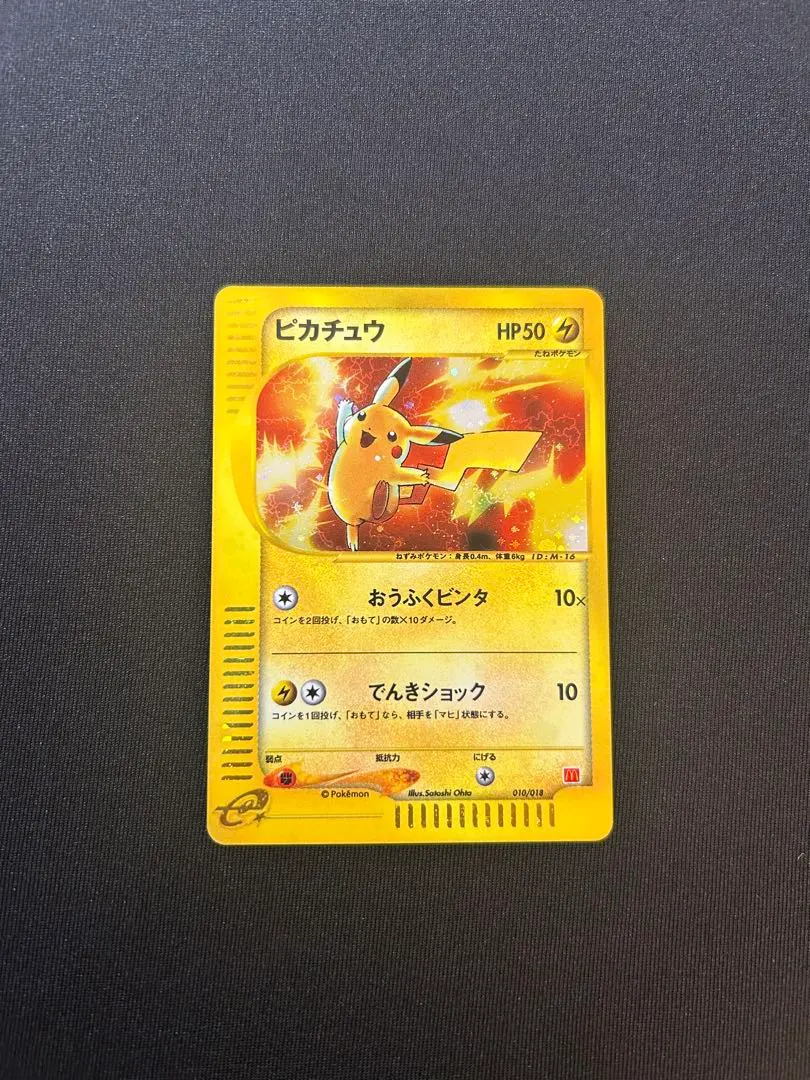 ピカチュウ HP50
たねポケモン
ねずみポケモン：身長0.4m、体重6kg ID:M-16
おうふくビンタ 10×
コインを2回投げ、「おもて」の数×10ダメージ。
でんきショック 10
コインを1回投げ、「おもて」なら、相手を「マヒ」状態にする。
弱点 抵抗力 にげる
©Pokémon Illus.Satoshi Ohta 010/018